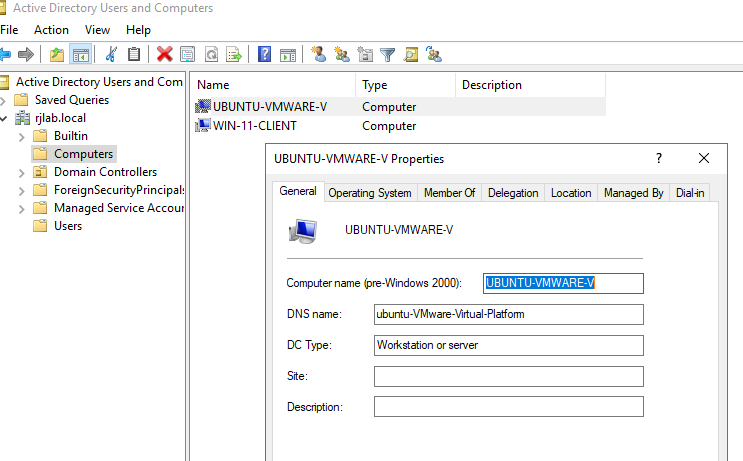 Active Directory Users and Computers
File Action View Help
Active Directory Users and Com
Saved Queries
rjlab.local
Builtin
Computers
Domain Controllers
ForeignSecurityPrincipals
Managed Service Accour
Users
Name Type Description
UBUNTU-VMWARE-V Computer
WIN-11-CLIENT Computer
UBUNTU-VMWARE-V Properties ? ×
General Operating System Member Of Delegation Location Managed By Dial-in
UBUNTU-VMWARE-V
Computer name (pre-Windows 2000): UBUNTU-VMWARE-V
DNS name: ubuntu-VMware-Virtual-Platform
DC Type: Workstation or server
Site:
Description: